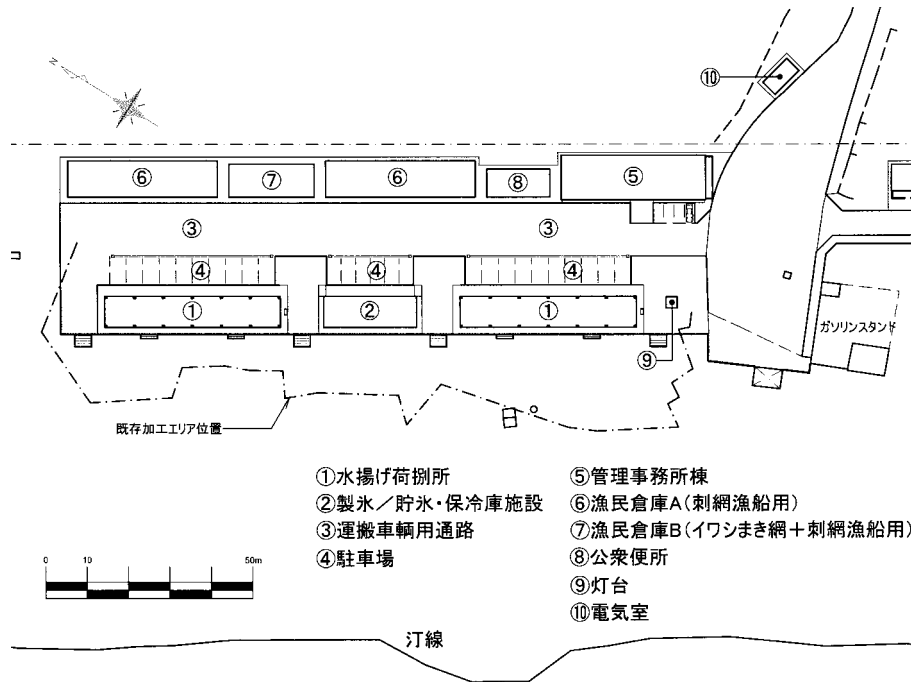 N
⑩
⑥
⑦
⑥
⑧
⑤
③
③
④
④
④
①
②
①
⑨
ガソリンスタンド
既存加工エリア位置
①水揚げ荷捌所
②製氷/貯氷・保冷庫施設
③運搬車輌用通路
④駐車場
⑤管理事務所棟
⑥漁民倉庫A(刺網漁船用)
⑦漁民倉庫B(イワシまき網+刺網漁船用)
⑧公衆便所
⑨灯台
⑩電気室
0 10 50m
汀線